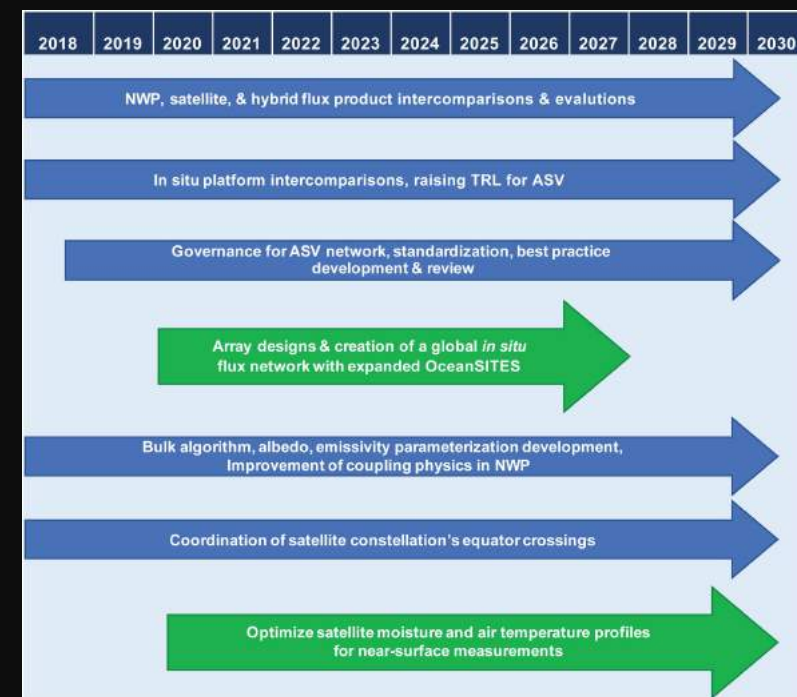 2018 2019 2020 2021 2022 2023 2024 2025 2026 2027 2028 2029 2030
NWP, satellite, & hybrid flux product intercomparisons & evalutions
In situ platform intercomparisons, raising TRL for ASV
Governance for ASV network, standardization, best practice
development & review
Array designs & creation of a global in situ
flux network with expanded OceanSITES
Bulk algorithm, albedo, emissivity parameterization development,
Improvement of coupling physics in NWP
Coordination of satellite constellation's equator crossings
Optimize satellite moisture and air temperature profiles
for near-surface measurements